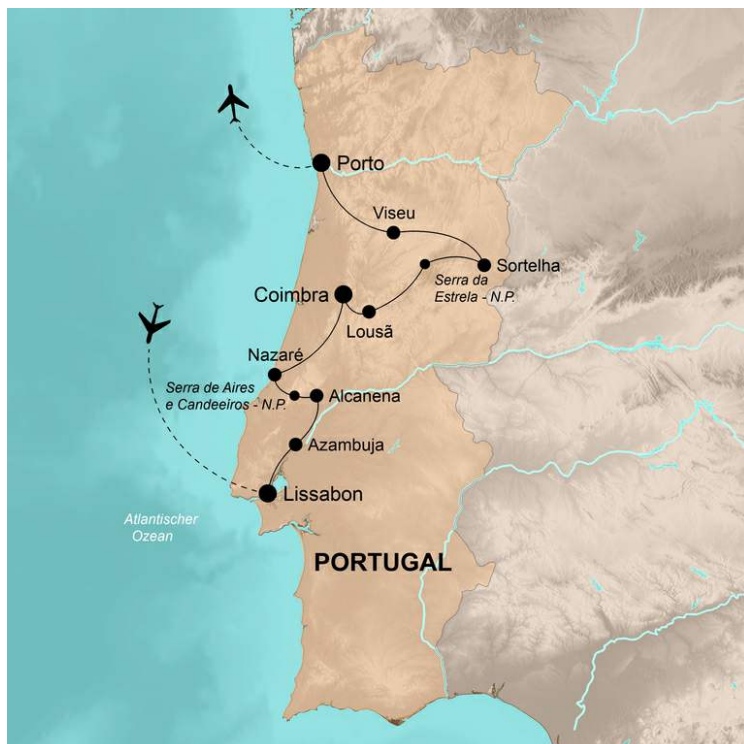 Porto
Viseu
Sortelha
Serra da
Estrela - N.P.
Coimbra
Lousã
Nazaré
Serra de Aires
e Candeeiros - N.P.
Alcanena
Azambuja
Lissabon
Atlantischer
Ozean
PORTUGAL